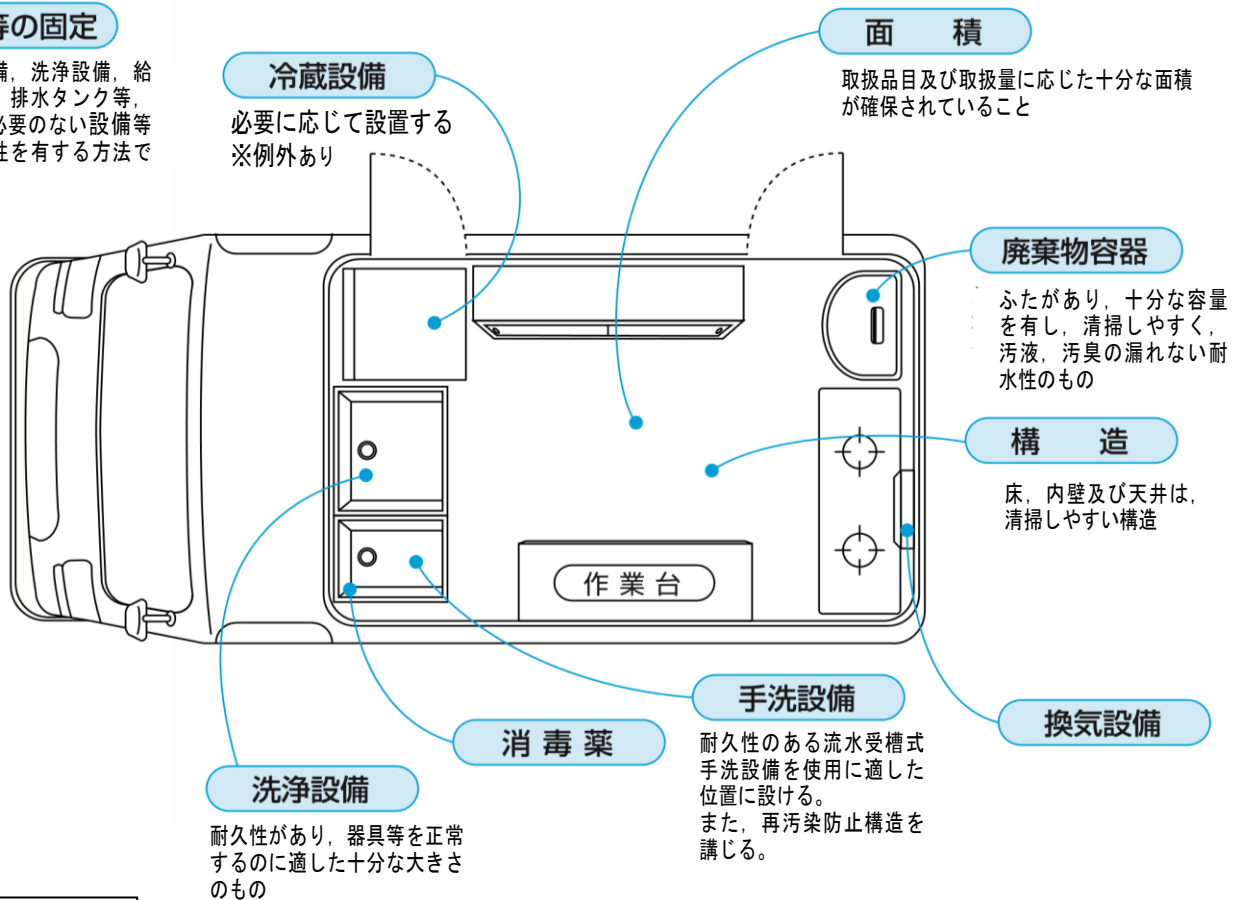 等の固定
備，洗浄設備，給
排水タンク等，
必要のない設備等
性を有する方法で
冷蔵設備
必要に応じて設置する
※例外あり
面　積
取扱品目及び取扱量に応じた十分な面積
が確保されていること
廃棄物容器
ふたがあり，十分な容量
を有し，清掃しやすく，
汚液，汚臭の漏れない耐
水性のもの
構　造
床，内壁及び天井は，
清掃しやすい構造
作業台
手洗設備
耐久性のある流水受槽式
手洗設備を使用に適した
位置に設ける。
また，再汚染防止構造を
講じる。
換気設備
消毒薬
洗浄設備
耐久性があり，器具等を正常
するのに適した十分な大きさ
のもの